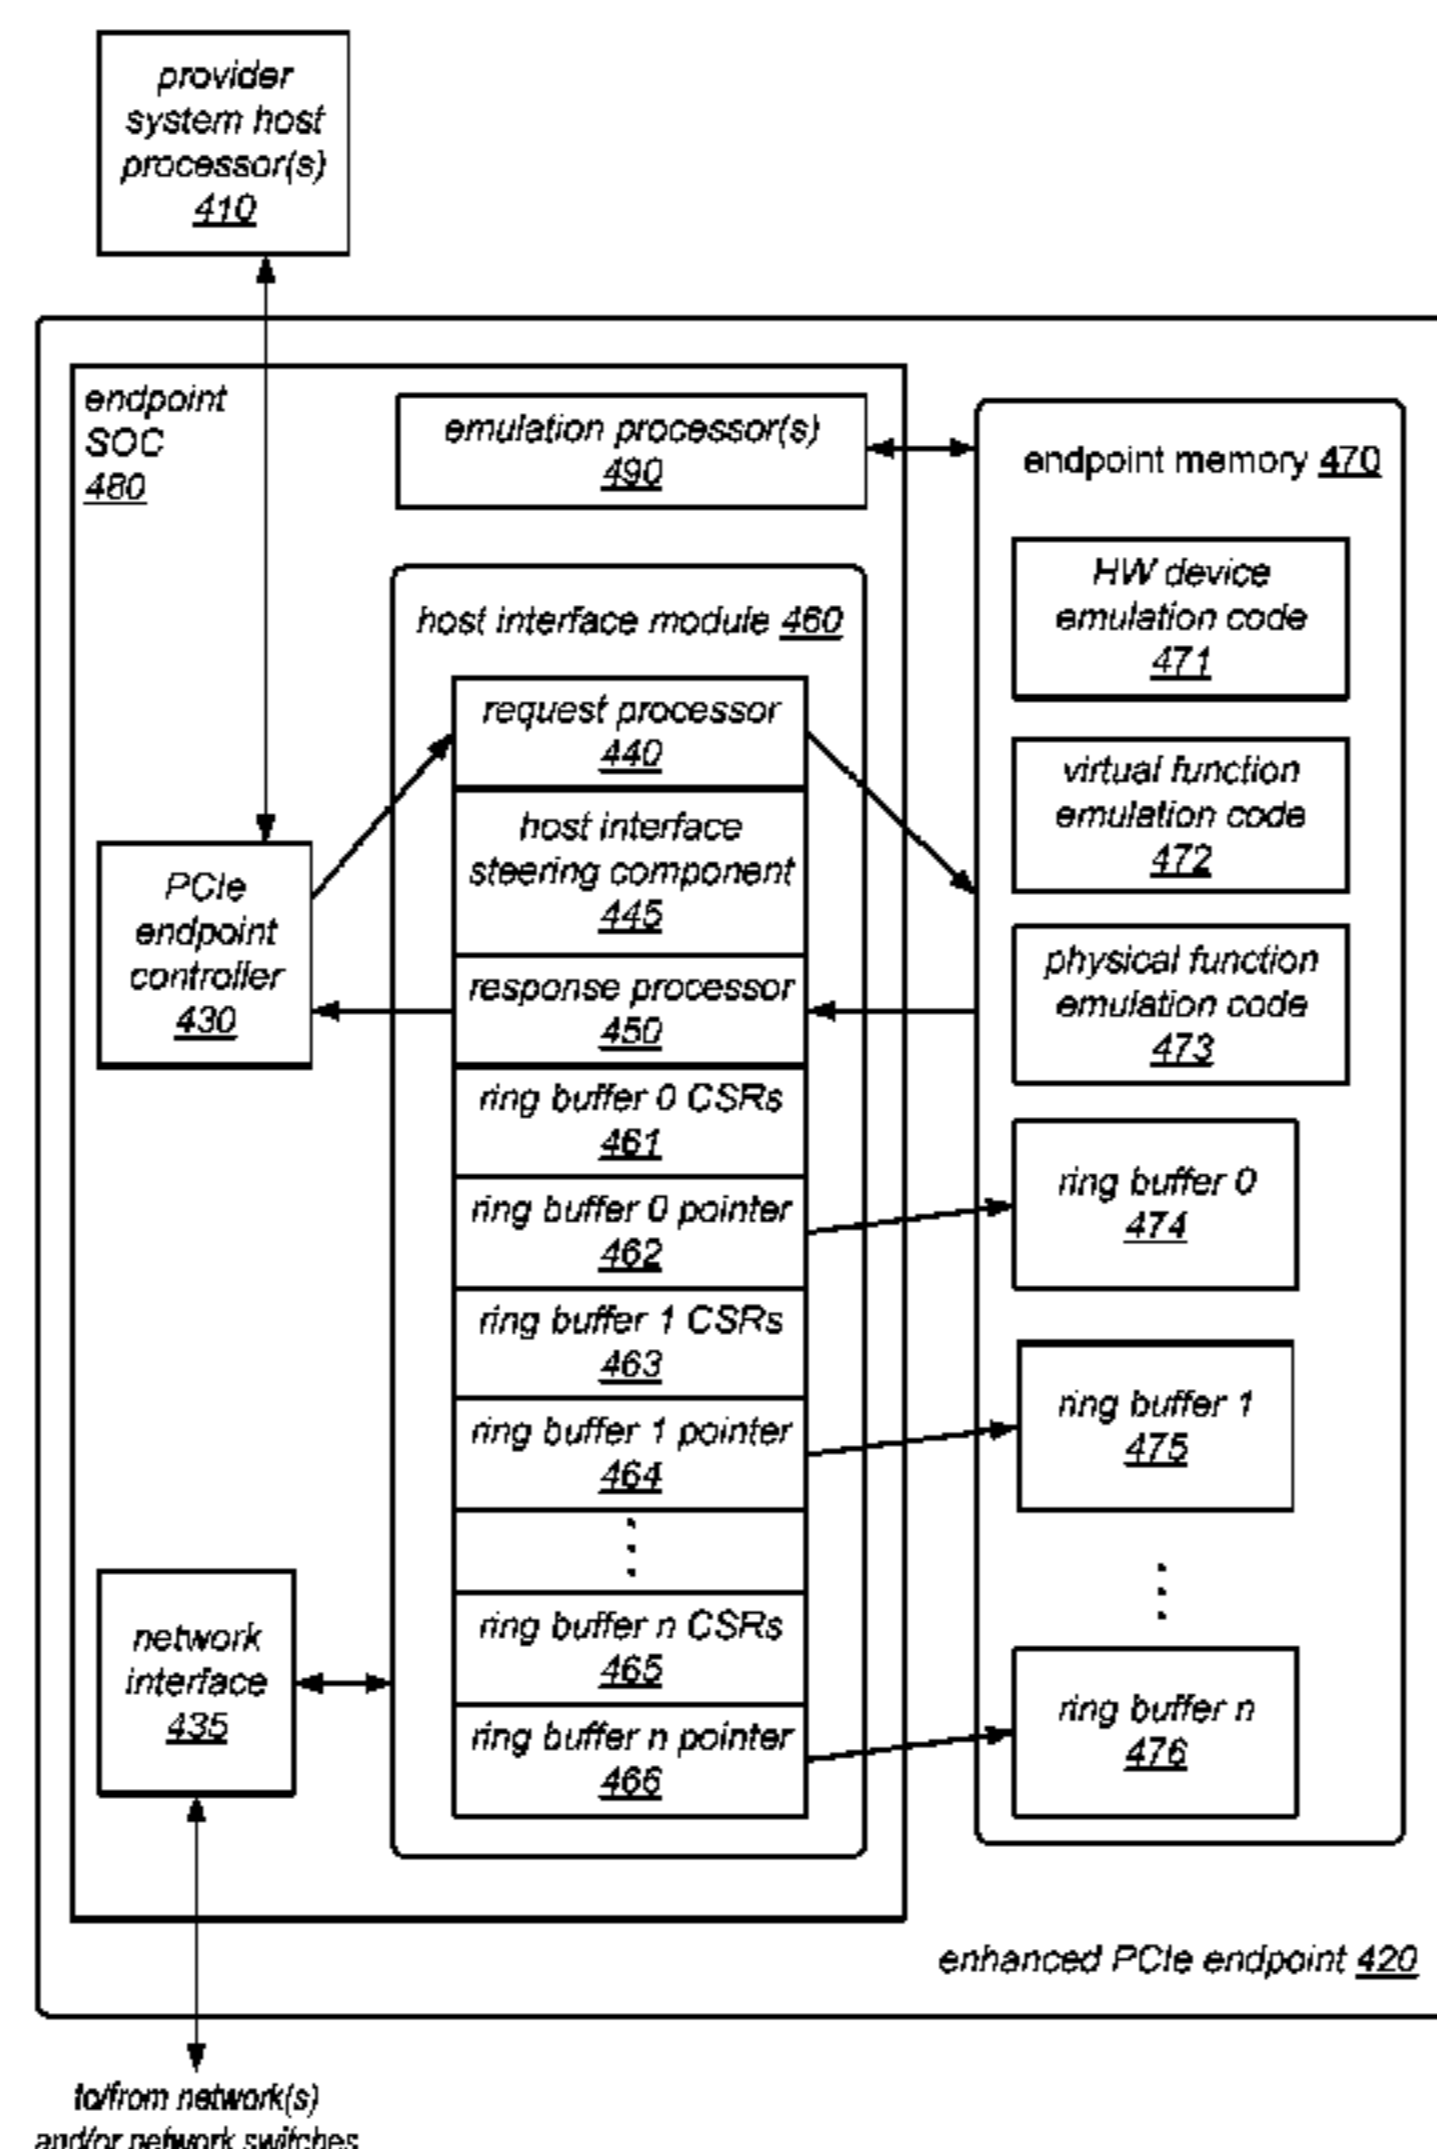 provider
system host
processor(s)
410
endpoint
SOC
480
emulation processor(s)
490
endpoint memory 470
HW device
emulation code
471
host interface module 460
request processor
440
virtual function
emulation code
472
host interface
steering component
445
PCIe
endpoint
controller
430
physical function
emulation code
473
response processor
450
ring buffer 0 CSRs
461
ring buffer 0 pointer
462
ring buffer 0
474
ring buffer 1 CSRs
463
ring buffer 1 pointer
464
ring buffer 1
475
ring buffer n CSRs
465
network
interface
435
ring buffer n pointer
466
ring buffer n
476
enhanced PCIe endpoint 420
to/from network(s)
and/or network switches